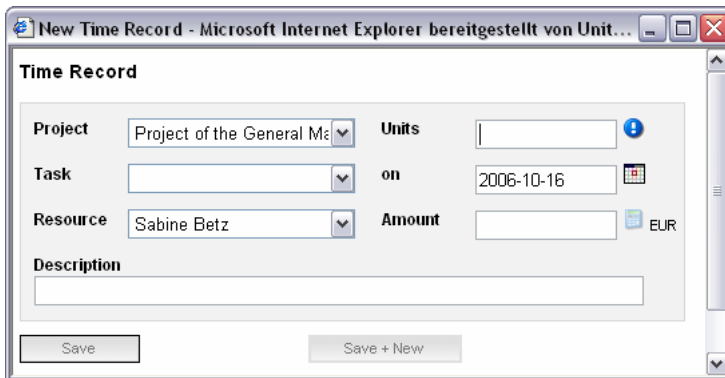 New Time Record - Microsoft Internet Explorer bereitgestellt von Unit...
Time Record
Project Project of the General Ma Units
Task on 2006-10-16
Resource Sabine Betz Amount EUR
Description
Save Save + New